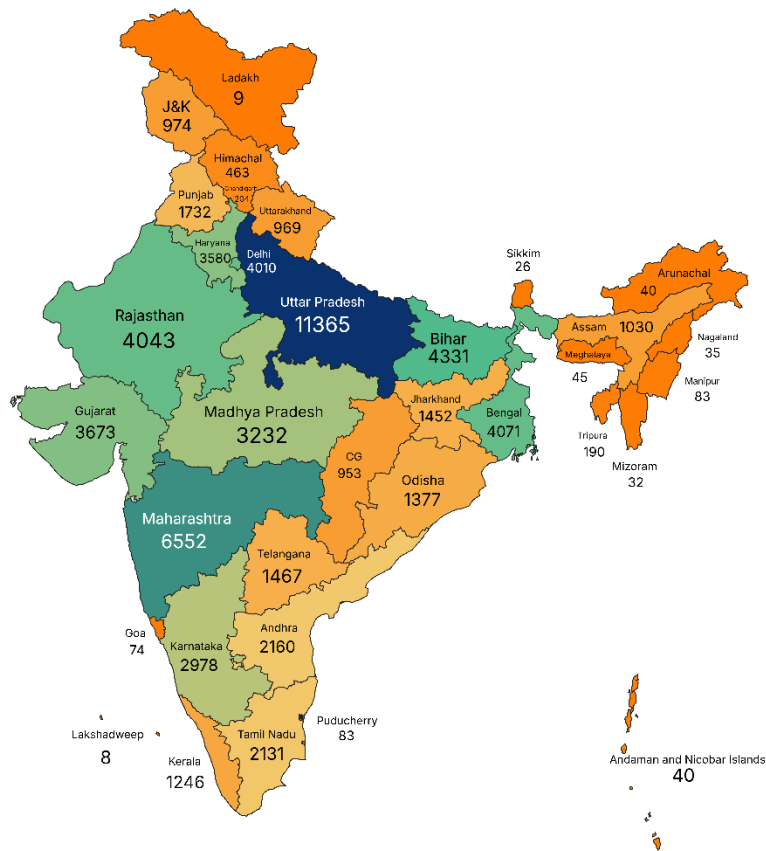 Ladakh
9
J&K
974
Himachal
463
Chandigarh
204
Punjab
1732
Uttarakhand
969
Haryana
3580
Delhi
4010
Sikkim
26
Arunachal
40
Rajasthan
4043
Uttar Pradesh
11365
Bihar
4331
Assam 1030
Nagaland
35
Meghalaya
45
Manipur
83
Gujarat
3673
Madhya Pradesh
3232
Jharkhand
1452
Bengal
4071
Tripura
190
Mizoram
32
CG
953
Odisha
1377
Maharashtra
6552
Telangana
1467
Goa
74
Karnataka
2978
Andhra
2160
Lakshadweep
8
Kerala
1246
Tamil Nadu
2131
Puducherry
83
Andaman and Nicobar Islands
40